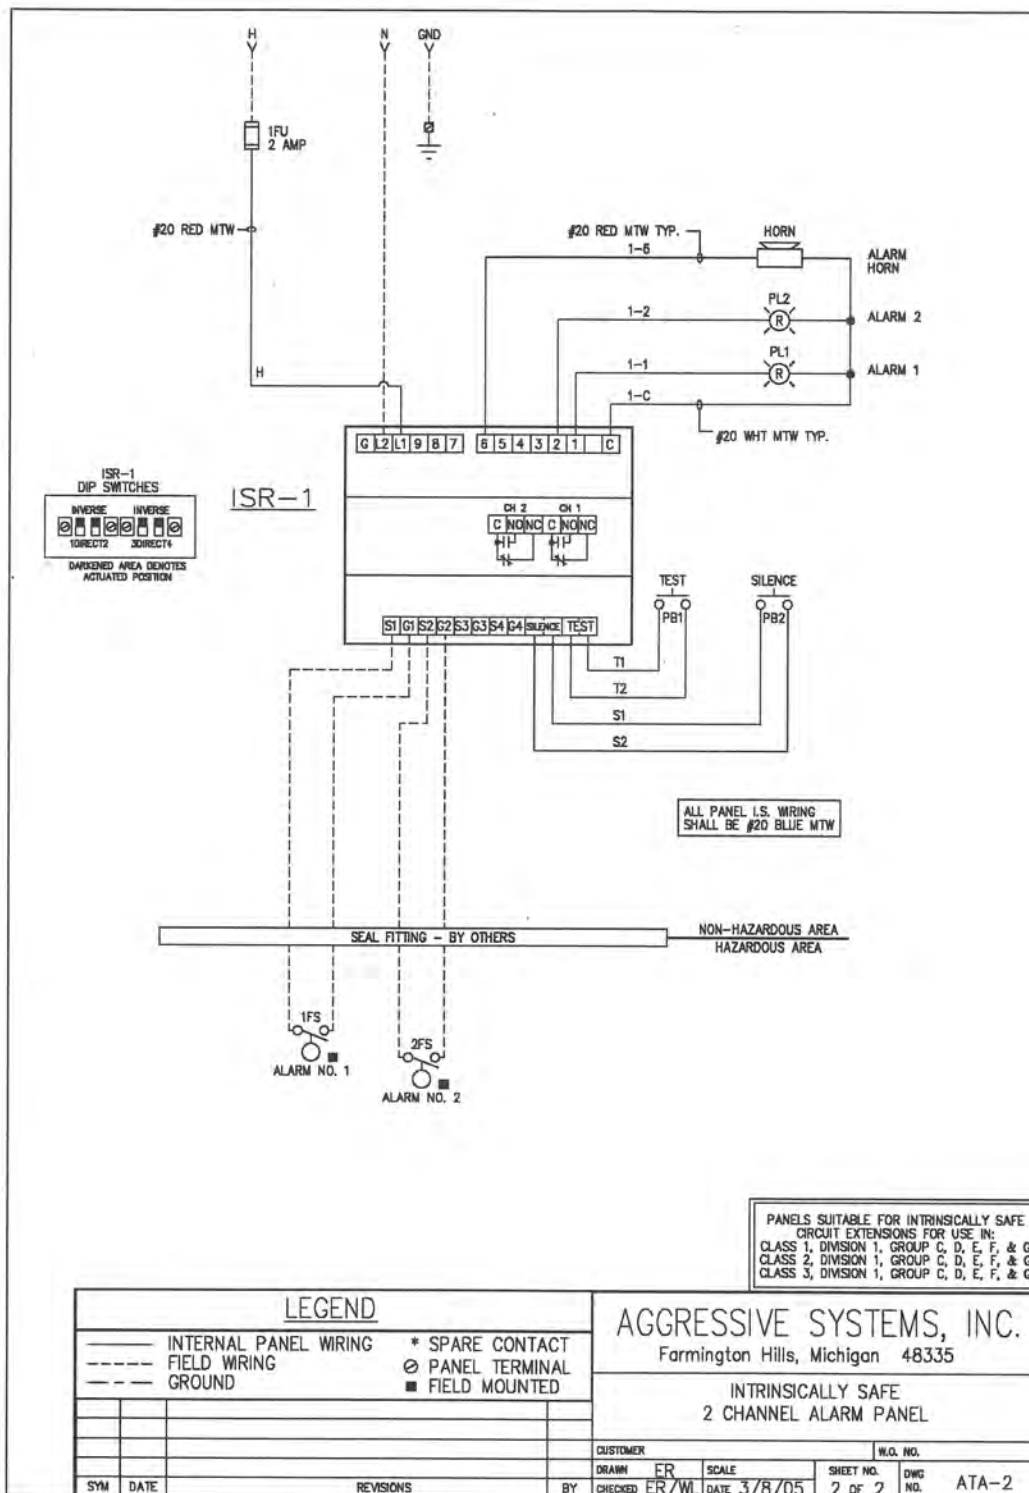 H N GND
1FU
2 AMP
#20 RED MTW
#20 RED MTW TYP.
HORN
1-6
ALARM
HORN
PL2
1-2
R
ALARM 2
PL1
1-1
R
ALARM 1
H
1-C
#20 WHT MTW TYP.
G L2 L1 9 8 7 6 5 4 3 2 1 C
ISR-1
DIP SWITCHES
INVERSE INVERSE
1DIRECT2 3DIRECT4
DARKENED AREA DENOTES
ACTUATED POSITION
ISR-1
CH 2 CH 1
C NO NC C NO NC
TEST SILENCE
PB1 PB2
S1 G1 S2 G2 S3 G3 S4 G4 SILENCE TEST
T1
T2
S1
S2
ALL PANEL I.S. WIRING
SHALL BE #20 BLUE MTW
SEAL FITTING - BY OTHERS
NON-HAZARDOUS AREA
HAZARDOUS AREA
1FS
ALARM NO. 1
2FS
ALARM NO. 2
PANELS SUITABLE FOR INTRINSICALLY SAFE
CIRCUIT EXTENSIONS FOR USE IN:
CLASS 1, DIVISION 1, GROUP C, D, E, F, & G
CLASS 2, DIVISION 1, GROUP C, D, E, F, & G
CLASS 3, DIVISION 1, GROUP C, D, E, F, & G
LEGEND
INTERNAL PANEL WIRING * SPARE CONTACT
FIELD WIRING PANEL TERMINAL
GROUND FIELD MOUNTED
SYM DATE REVISIONS BY
AGGRESSIVE SYSTEMS, INC.
Farmington Hills, Michigan 48335
INTRINSICALLY SAFE
2 CHANNEL ALARM PANEL
CUSTOMER W.O. NO.
DRAWN ER SCALE SHEET NO. DWG
CHECKED ER/WL DATE 3/8/05 2 OF 2 NO. ATA-2